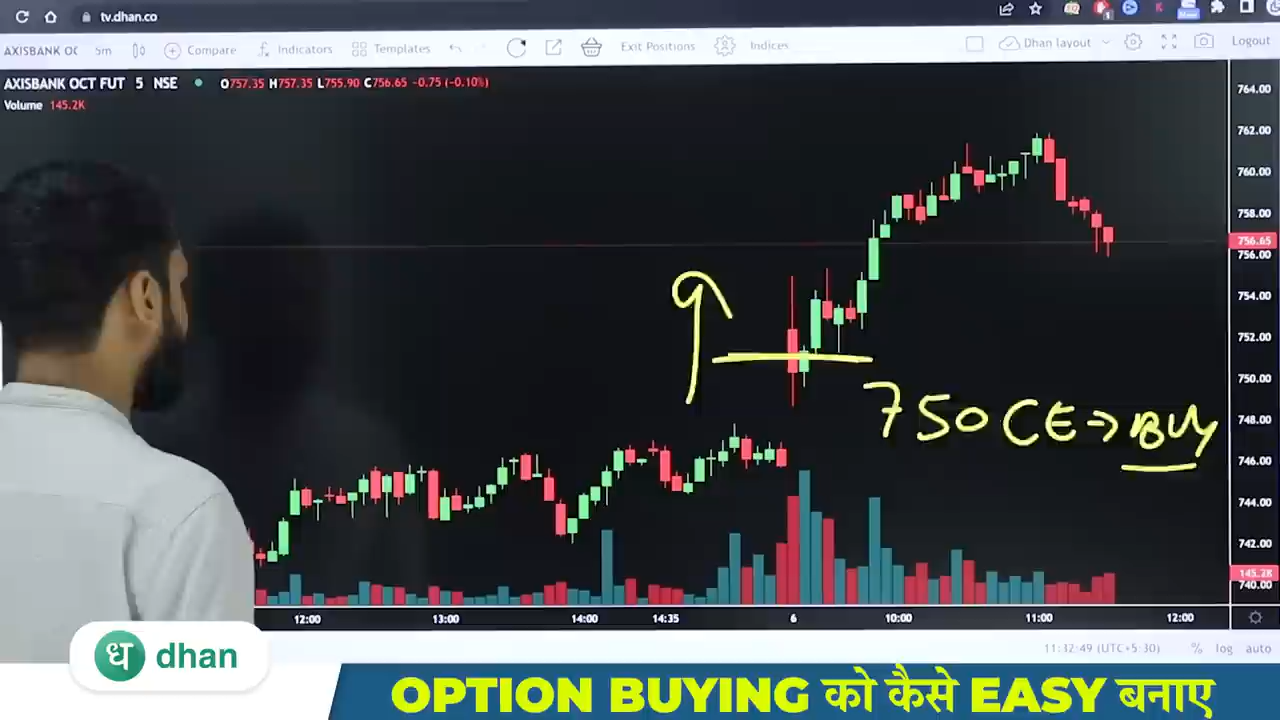 tv.dhan.co
AXISBANK OC 5m Compare Indicators Templates Exit Positions Indices Dhan layout Logout
AXISBANK OCT FUT 5 NSE O757.35 H757.35 L755.90 C756.65 -0.75 (-0.10%)
Volume 145.2K
764.00
762.00
760.00
758.00
756.65
756.00
754.00
752.00
750.00
748.00
746.00
744.00
742.00
145.2K
740.00
750 CE → BUY
12:00 13:00 14:00 14:35 6 10:00 11:00 12:00
11:32:49 (UTC+5:30) % log auto
ध dhan
OPTION BUYING को कैसे EASY बनाए